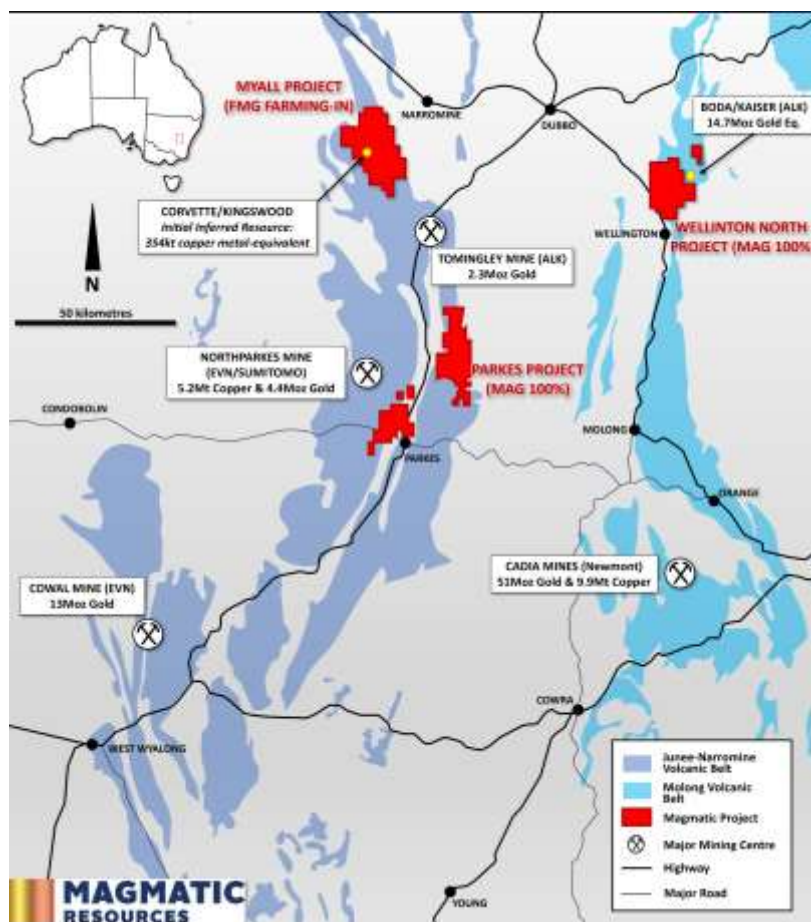 MYALL PROJECT
(FMG FARMING-IN)
NARROMINE
DUBBO
BODA/KAISER (ALK)
14.7Moz Gold Eq.
CORVETTE/KINGSWOOD
Initial Inferred Resource:
354kt copper metal-equivalent
WELLINGTON
WELLINTON NORTH
PROJECT (MAG 100%
TOMINGLEY MINE (ALK)
2.3Moz Gold
N
50 kilometres
NORTHPARKES MINE
(EVN/SUMITOMO)
5.2Mt Copper & 4.4Moz Gold
PARKES PROJECT
(MAG 100%)
CONDOBOLIN
PARKES
MOLONG
ORANGE
COWAL MINE (EVN)
13Moz Gold
CADIA MINES (Newmont)
51Moz Gold & 9.9Mt Copper
COWRA
WEST WYALONG
YOUNG
Junee-Narromine
Volcanic Belt
Molong Volcanic
Belt
Magmatic Project
Major Mining Centre
Highway
Major Road
MAGMATIC
RESOURCES